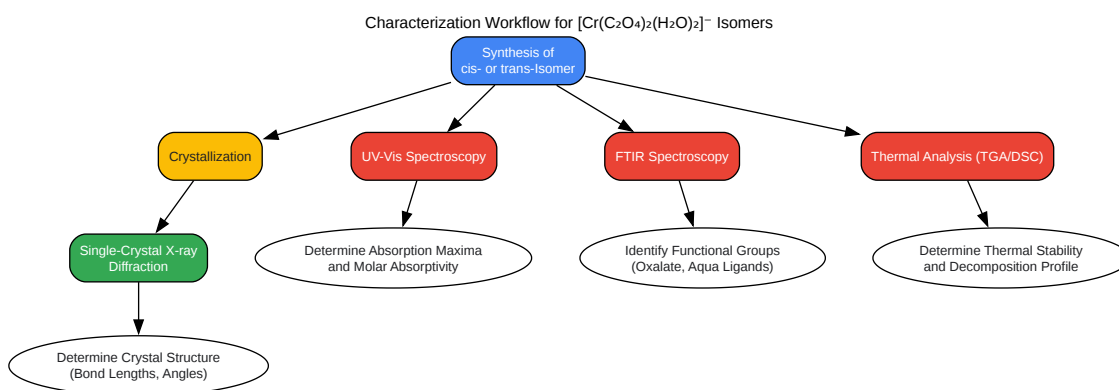 Characterization Workflow for [Cr(C₂O₄)₂(H₂O)₂]⁻ Isomers
Synthesis of
cis- or trans-Isomer
Crystallization
UV-Vis Spectroscopy
FTIR Spectroscopy
Thermal Analysis (TGA/DSC)
Single-Crystal X-ray
Diffraction
Determine Absorption Maxima
and Molar Absorptivity
Identify Functional Groups
(Oxalate, Aqua Ligands)
Determine Thermal Stability
and Decomposition Profile
Determine Crystal Structure
(Bond Lengths, Angles)